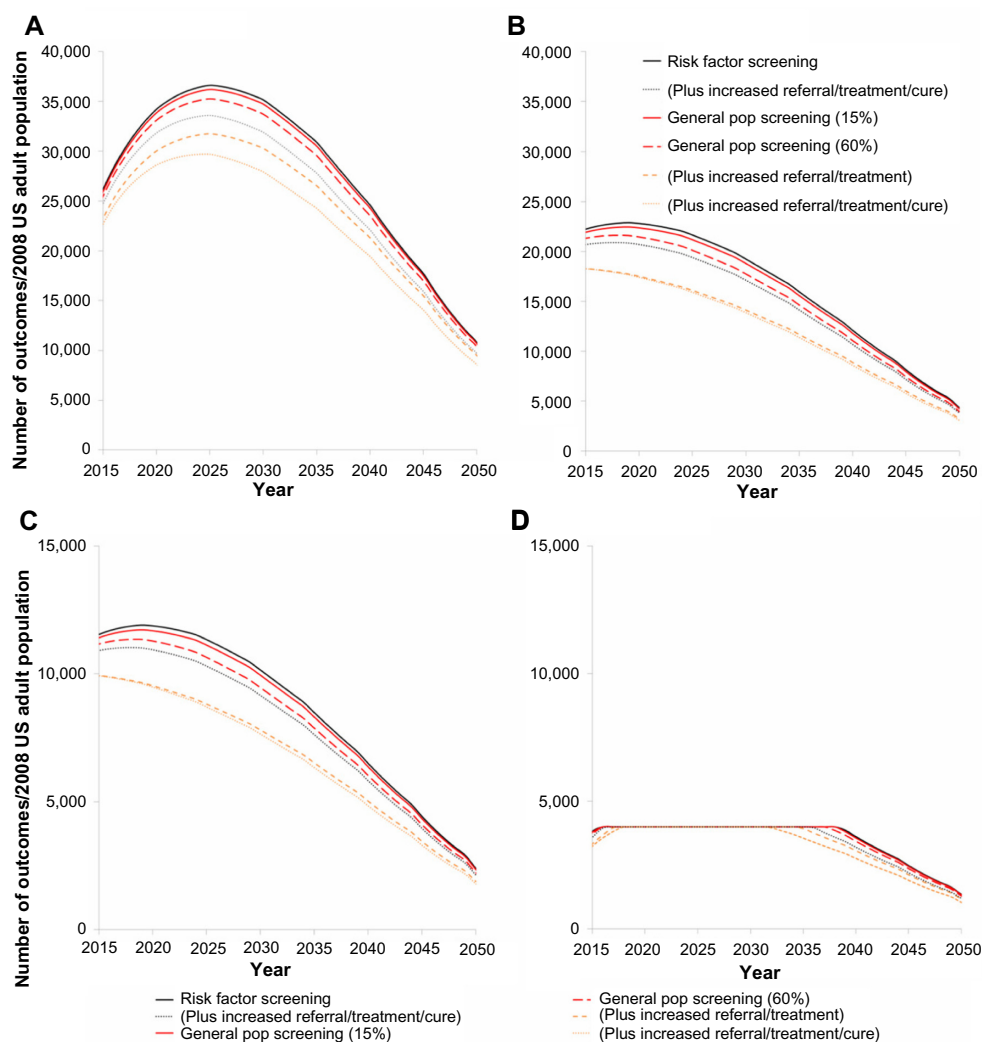 A
Number of outcomes/2008 US adult population
40,000
35,000
30,000
25,000
20,000
15,000
10,000
5,000
0
2015 2020 2025 2030 2035 2040 2045 2050
Year
B
40,000
35,000
30,000
25,000
20,000
15,000
10,000
5,000
0
Risk factor screening
(Plus increased referral/treatment/cure)
General pop screening (15%)
General pop screening (60%)
(Plus increased referral/treatment)
(Plus increased referral/treatment/cure)
2015 2020 2025 2030 2035 2040 2045 2050
Year
C
Number of outcomes/2008 US adult population
15,000
10,000
5,000
0
2015 2020 2025 2030 2035 2040 2045 2050
Year
D
15,000
10,000
5,000
0
2015 2020 2025 2030 2035 2040 2045 2050
Year
Risk factor screening
(Plus increased referral/treatment/cure)
General pop screening (15%)
General pop screening (60%)
(Plus increased referral/treatment)
(Plus increased referral/treatment/cure)